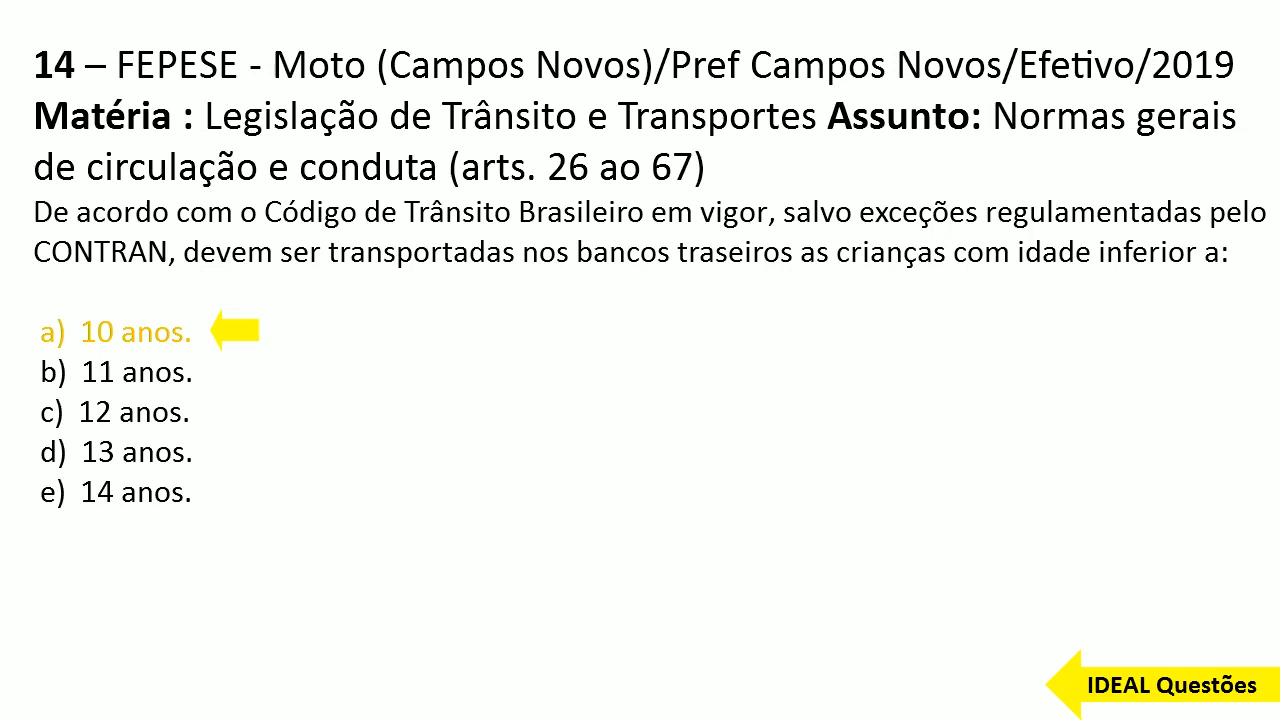 14 – FEPESE - Moto (Campos Novos)/Pref Campos Novos/Efetivo/2019
Matéria : Legislação de Trânsito e Transportes Assunto: Normas gerais
de circulação e conduta (arts. 26 ao 67)
De acordo com o Código de Trânsito Brasileiro em vigor, salvo exceções regulamentadas pelo
CONTRAN, devem ser transportadas nos bancos traseiros as crianças com idade inferior a:
a) 10 anos.
b) 11 anos.
c) 12 anos.
d) 13 anos.
e) 14 anos.
IDEAL Questões